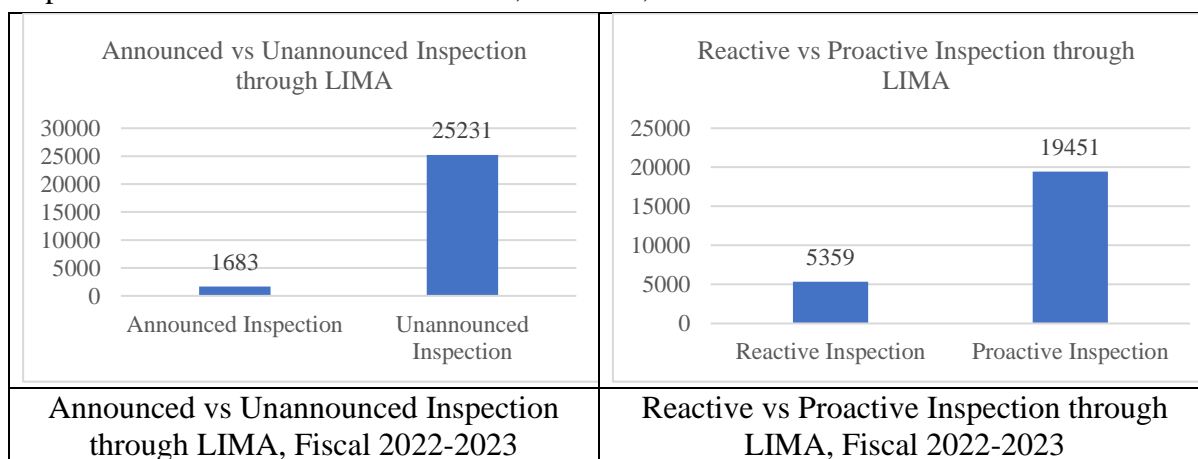 Announced vs Unannounced Inspection
through LIMA
30000
25000
20000
15000
10000
5000
0
1683
25231
Announced Inspection
Unannounced
Inspection
Reactive vs Proactive Inspection through
LIMA
25000
20000
15000
10000
5000
0
5359
19451
Reactive Inspection
Proactive Inspection
Announced vs Unannounced Inspection
through LIMA, Fiscal 2022-2023
Reactive vs Proactive Inspection through
LIMA, Fiscal 2022-2023